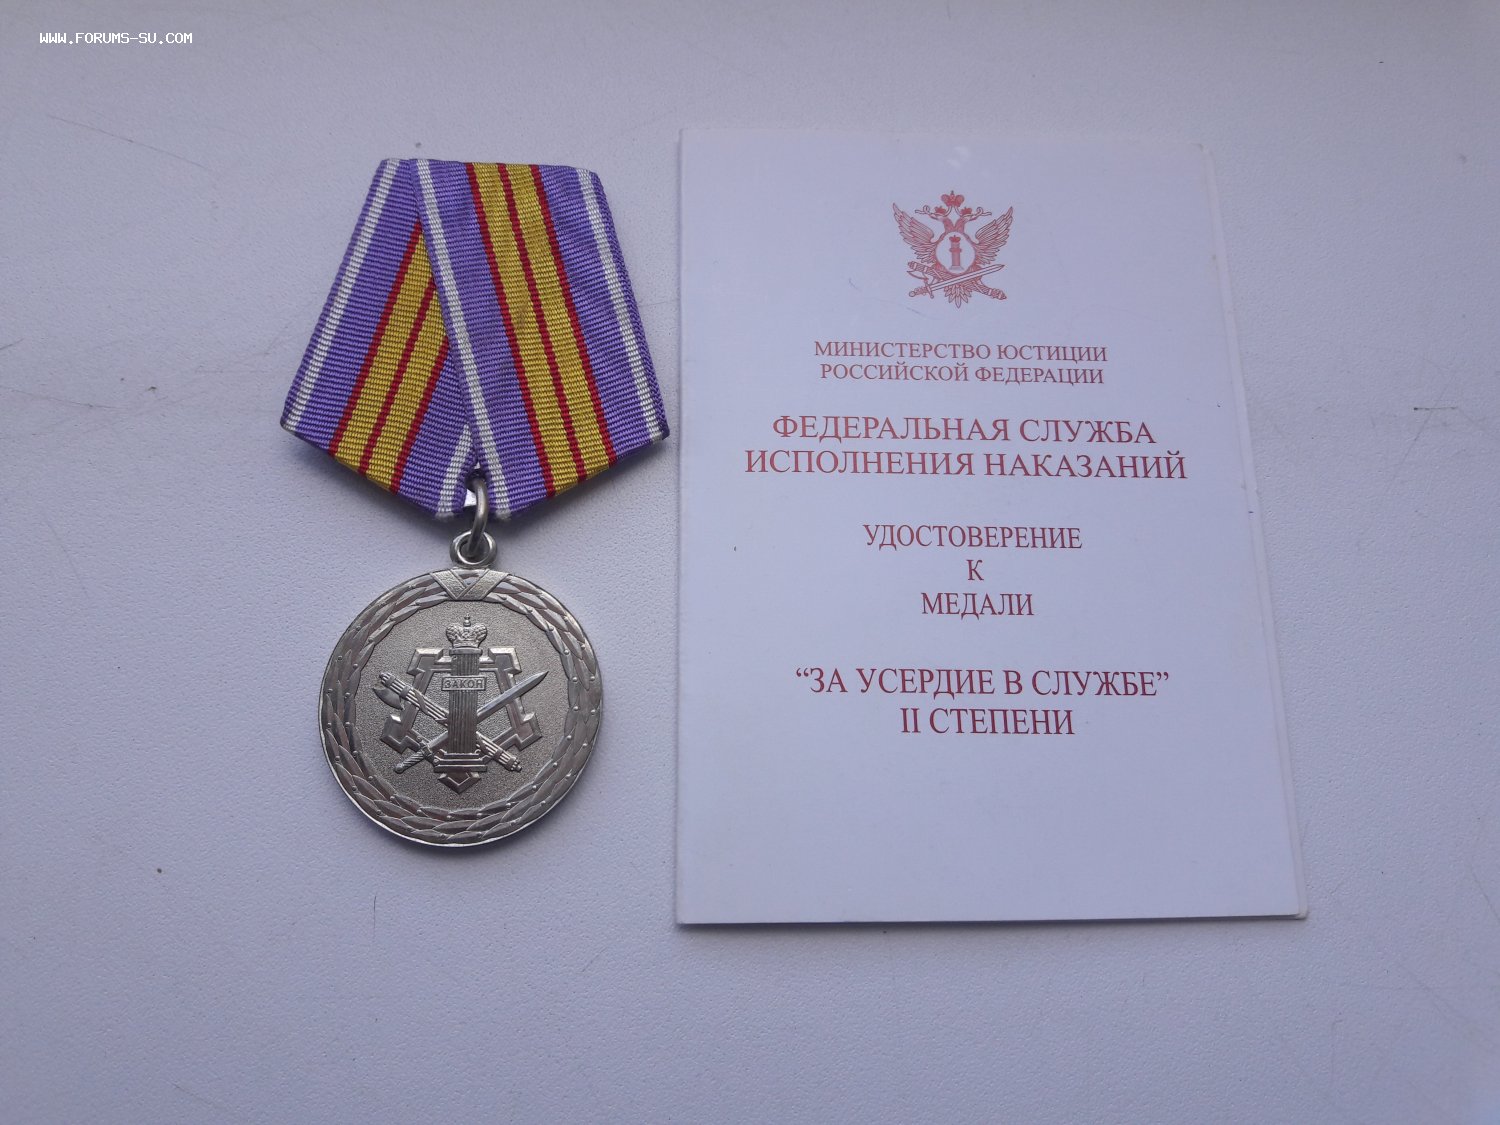 WWW.FORUMS-SU.COM
ЗАКОН
МИНИСТЕРСТВО ЮСТИЦИИ
РОССИЙСКОЙ ФЕДЕРАЦИИ
ФЕДЕРАЛЬНАЯ СЛУЖБА
ИСПОЛНЕНИЯ НАКАЗАНИЙ
УДОСТОВЕРЕНИЕ
К
МЕДАЛИ
“ЗА УСЕРДИЕ В СЛУЖБЕ”
II СТЕПЕНИ